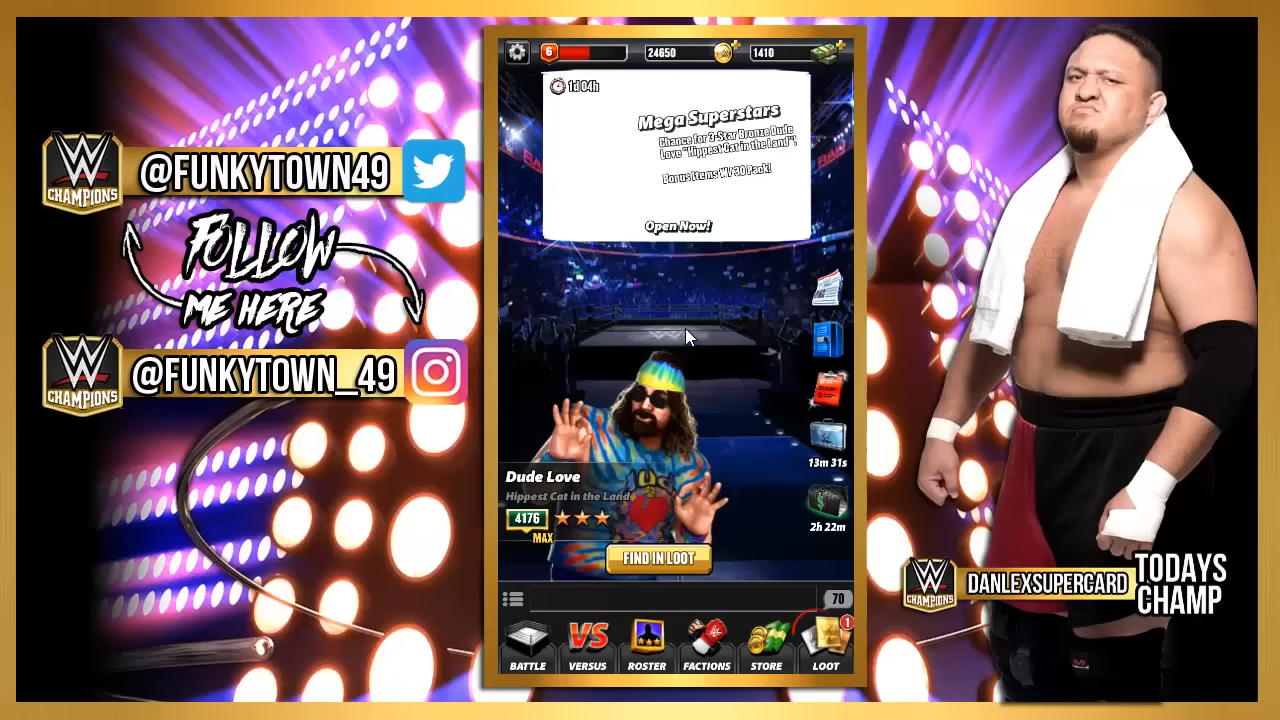 @FUNKYTOWN49
FOLLOW
ME HERE
@FUNKYTOWN_49
CHAMPIONS
CHAMPIONS
6
24650
1410
1d 04h
Mega Superstars
Chance for 3-Star Bronze Dude
Love "Hippest Cat in the Land"!
Bonus Items W/ 30 Pack!
Open Now!
RAW
13m 31s
2h 22m
Dude Love
Hippest Cat in the Land
4176
MAX
FIND IN LOOT
70
BATTLE
VS
VERSUS
ROSTER
FACTIONS
STORE
1
LOOT
CHAMPIONS
DANLEXSUPERCARD
TODAYS
CHAMP